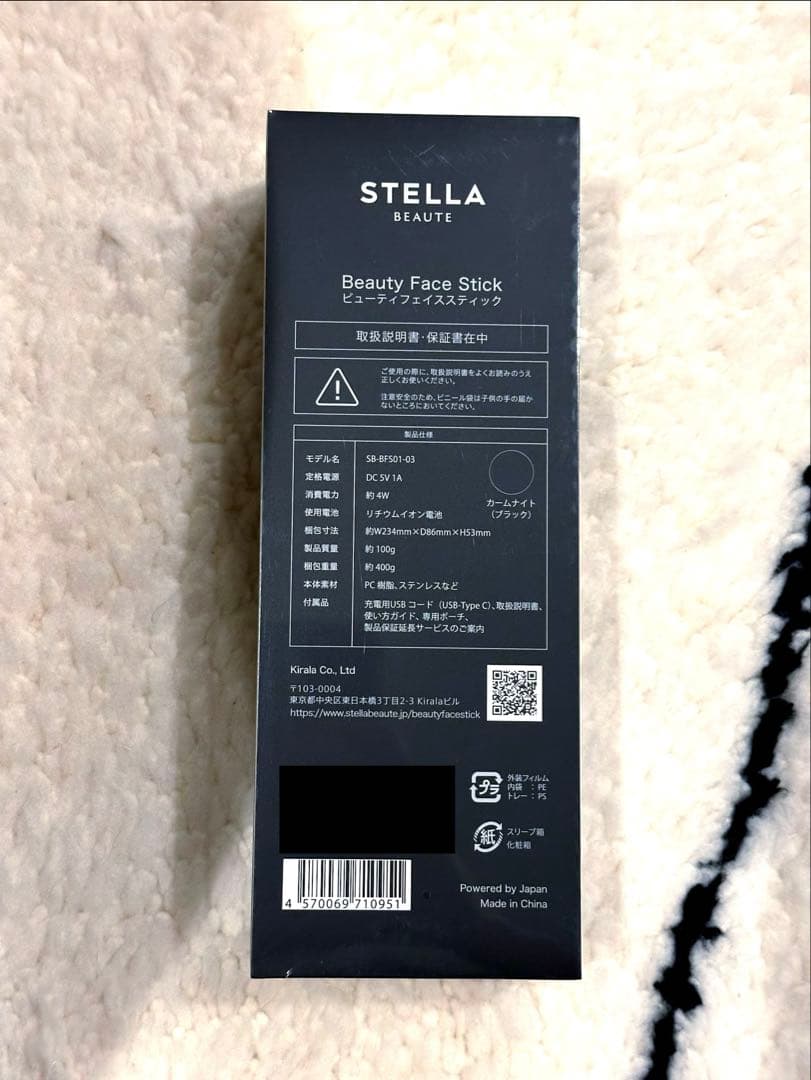 STELLA
BEAUTE
Beauty Face Stick
ビューティフェイススティック
取扱説明書・保証書在中
ご使用の際に、取扱説明書をよくお読みのうえ
正しくお使いください。
注意安全のため、ビニール袋は子供の手の届か
ないところにおいてください。
製品仕様
モデル名 SB-BFS01-03
定格電源 DC 5V 1A
消費電力 約 4W
使用電池 リチウムイオン電池
カームナイト
（ブラック）
梱包寸法 約W234mm×D86mm×H53mm
製品質量 約 100g
梱包重量 約 400g
本体素材 PC 樹脂、ステンレスなど
付属品 充電用USB コード（USB-Type C）、取扱説明書、
使い方ガイド、専用ポーチ、
製品保証延長サービスのご案内
Kirala Co., Ltd
〒103-0004
東京都中央区東日本橋3丁目2-3 Kiralaビル
https://www.stellabeaute.jp/beautyfacestick
プラ
外装フィルム
内袋 ：PE
トレー：PS
紙
スリーブ箱
化粧箱
4 570069 710951
Powered by Japan
Made in China